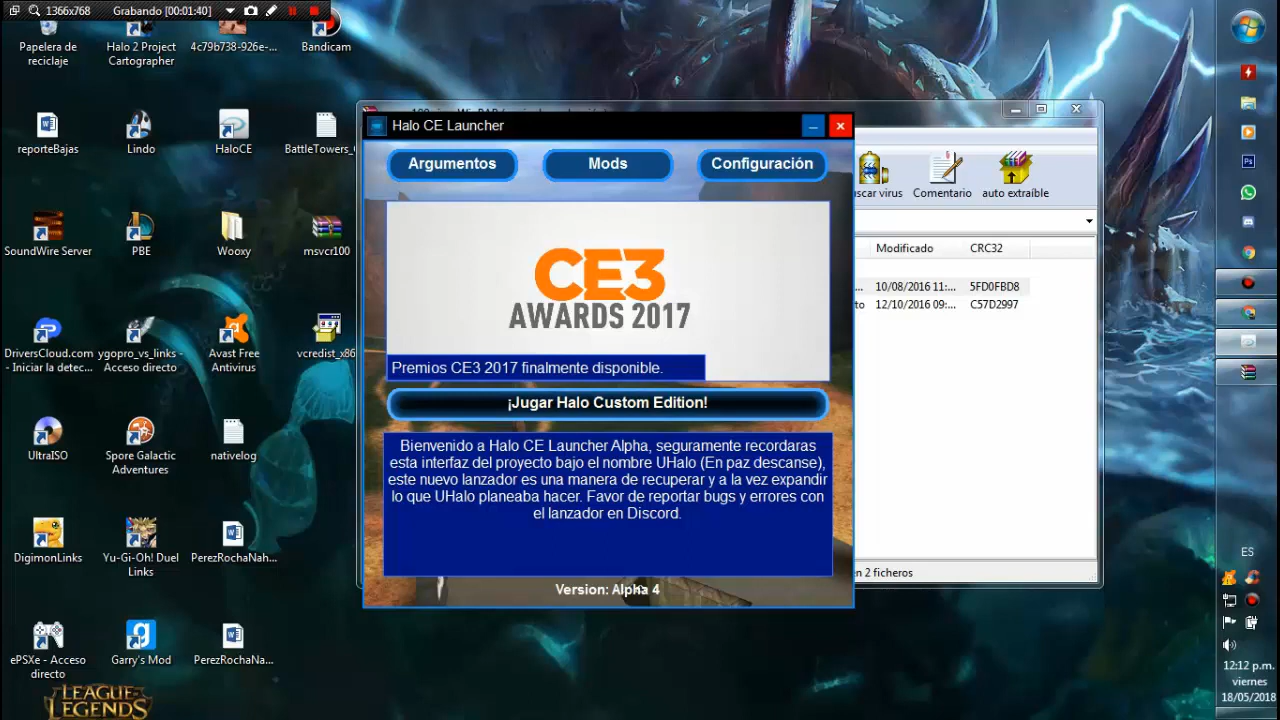 1366x768
Grabando [00:01:40]
Papelera de
reciclaje
Halo 2 Project
Cartographer
4c79b738-926e-...
Bandicam
reporteBajas
Lindo
HaloCE
BattleTowers_
SoundWire Server
PBE
Wooxy
msvcr100
DriversCloud.com
- Iniciar la detec...
ygopro_vs_links -
Acceso directo
Avast Free
Antivirus
vcredist_x86
UltraISO
Spore Galactic
Adventures
nativelog
DigimonLinks
Yu-Gi-Oh! Duel
Links
PerezRochaNah...
ePSXe - Acceso
directo
Garry's Mod
PerezRochaNa...
LEAGUE OF
LEGENDS
Halo CE Launcher
Argumentos
Mods
Configuración
CE3
AWARDS 2017
Premios CE3 2017 finalmente disponible.
¡Jugar Halo Custom Edition!
Bienvenido a Halo CE Launcher Alpha, seguramente recordaras
esta interfaz del proyecto bajo el nombre UHalo (En paz descanse),
este nuevo lanzador es una manera de recuperar y a la vez expandir
lo que UHalo planeaba hacer. Favor de reportar bugs y errores con
el lanzador en Discord.
Version: Alpha 4
virus
Comentario
auto extraíble
Modificado
CRC32
10/08/2016 11:...
5FD0FBD8
12/10/2016 09:...
C57D2997
en 2 ficheros
ES
12:12 p.m.
viernes
18/05/2018